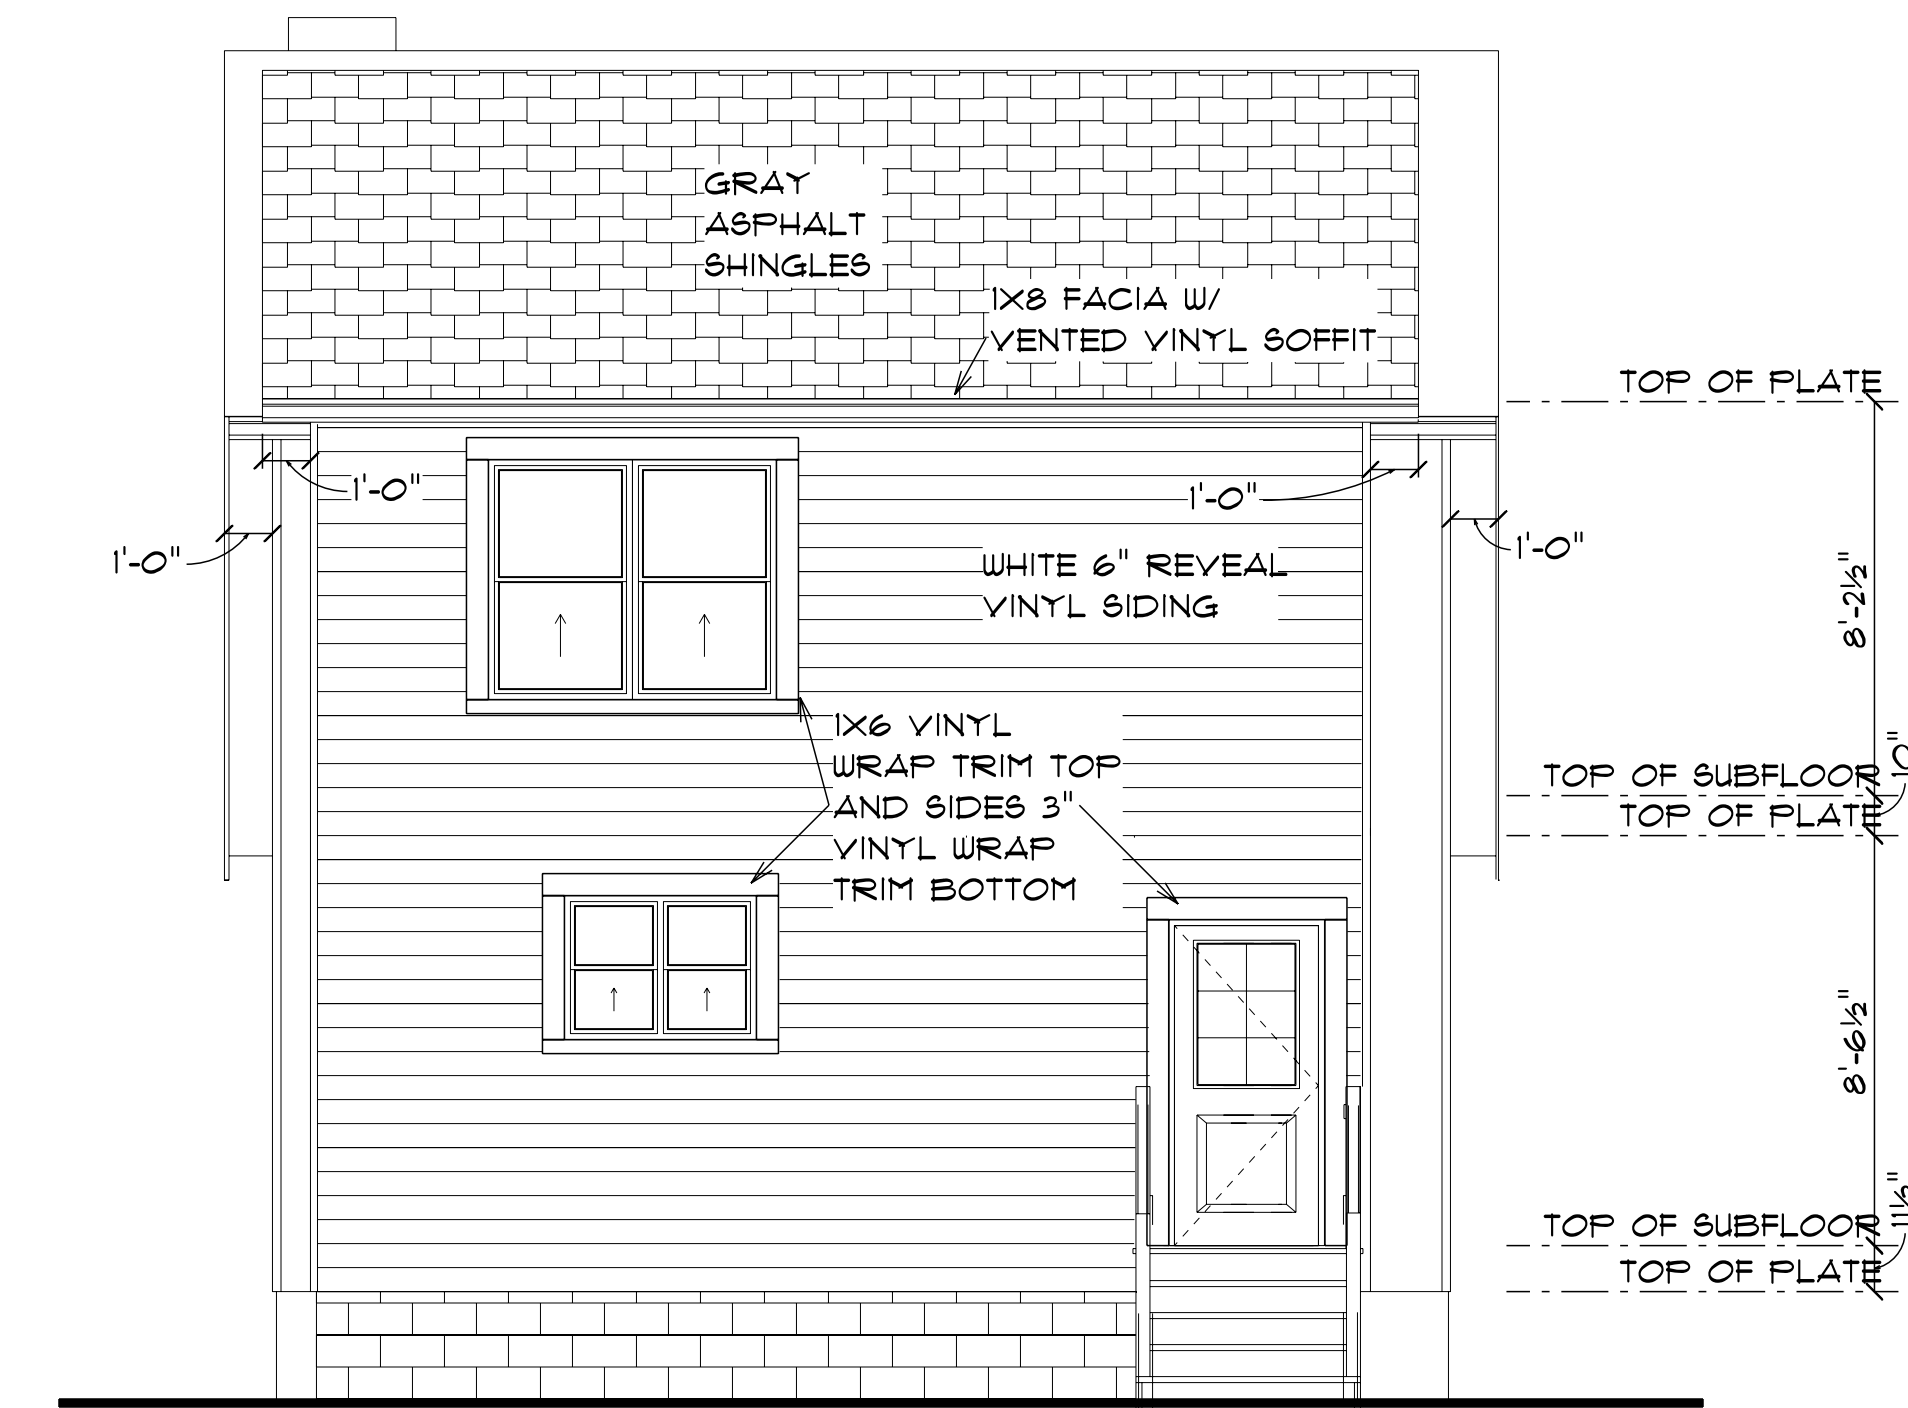 GRAY
ASPHALT
SHINGLES
1X8 FACIA W/
VENTED VINYL SOFFIT
TOP OF PLATE
1'-0"
1'-0"
1'-0"
1'-0"
WHITE 6" REVEAL
VINYL SIDING
8'-2½"
1X6 VINYL
WRAP TRIM TOP
AND SIDES 3"
VINYL WRAP
TRIM BOTTOM
TOP OF SUBFLOOR
TOP OF PLATE
8'-6½"
TOP OF SUBFLOOR
11½"
TOP OF PLATE